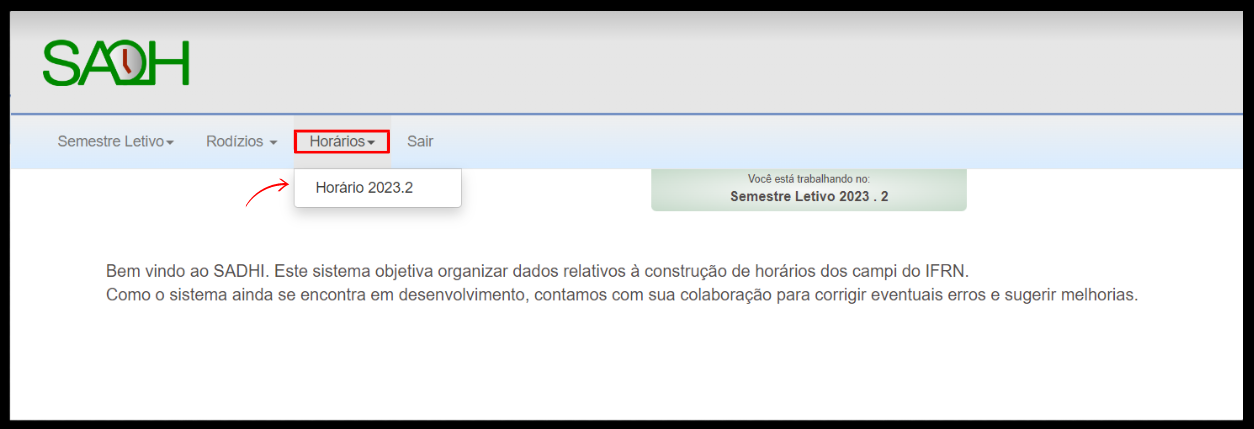 SADH
Semestre Letivo
Rodízios
Horários
Sair
Horário 2023.2
Você está trabalhando no:
Semestre Letivo 2023 . 2
Bem vindo ao SADHI. Este sistema objetiva organizar dados relativos à construção de horários dos campi do IFRN.
Como o sistema ainda se encontra em desenvolvimento, contamos com sua colaboração para corrigir eventuais erros e sugerir melhorias.